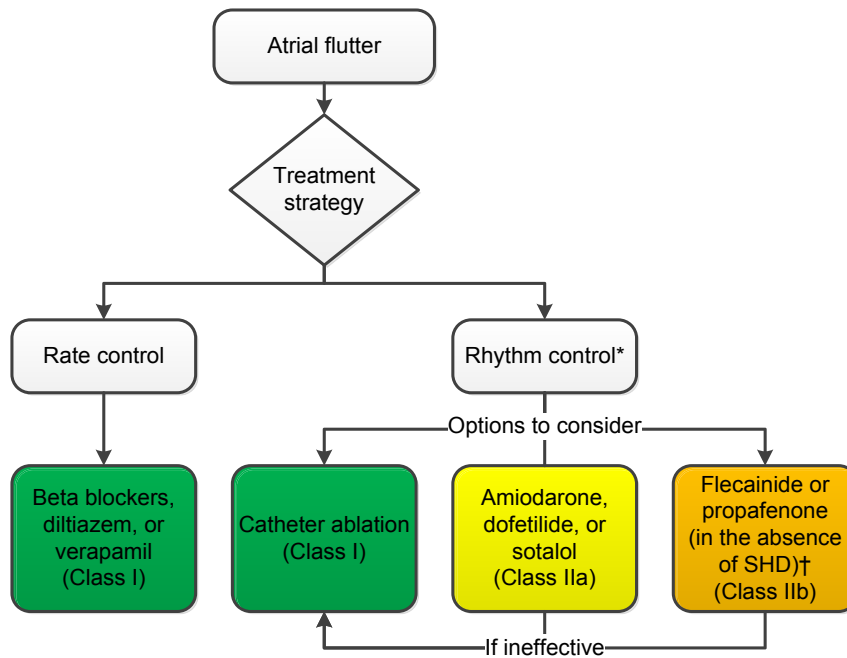 Atrial flutter
Treatment
strategy
Rate control
Rhythm control*
Options to consider
Beta blockers,
diltiazem, or
verapamil
(Class I)
Catheter ablation
(Class I)
Amiodarone,
dofetilide, or
sotalol
(Class IIa)
Flecainide or
propafenone
(in the absence
of SHD)†
(Class IIb)
If ineffective